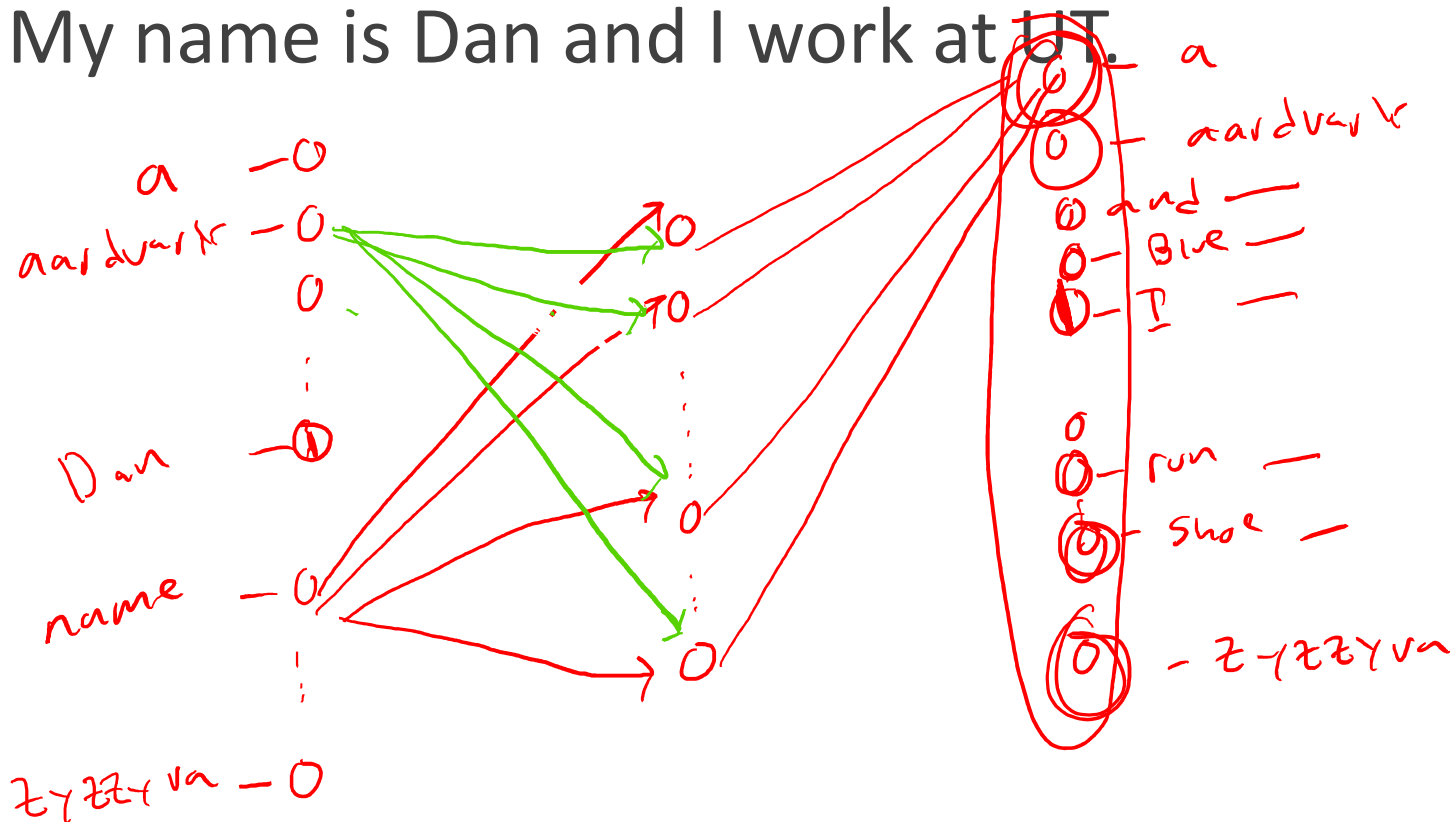 My name is Dan and I work at UT.
a
aardvark
Dan
name
zyzzyva
a
aardvark
and
Blue
I
run
shoe
zyzzyva